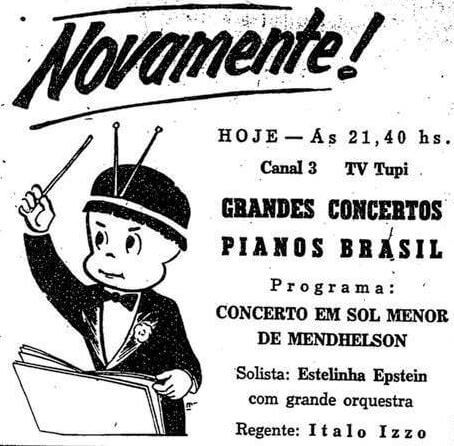 Novamente!
HOJE — Ás 21,40 hs.
Canal 3 TV Tupi
GRANDES CONCERTOS
PIANOS BRASIL
Programa:
CONCERTO EM SOL MENOR
DE MENDHELSON
Solista: Estelinha Epstein
com grande orquestra
Regente: Italo Izzo